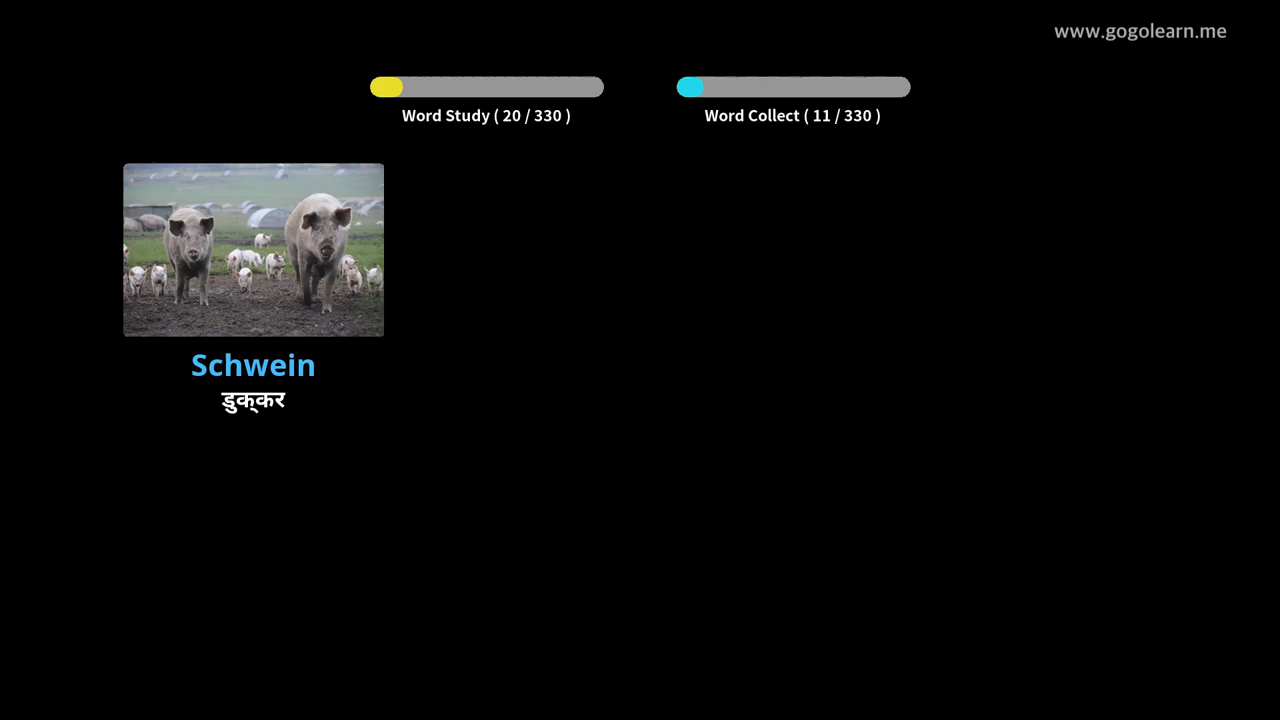 www.gogolearn.me
Word Study ( 20 / 330 )
Word Collect ( 11 / 330 )
Schwein
डुक्कर